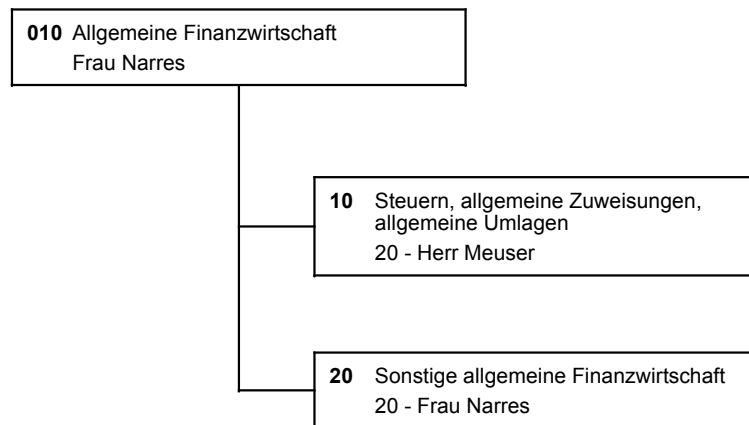 010 Allgemeine Finanzwirtschaft
Frau Narres
10 Steuern, allgemeine Zuweisungen,
allgemeine Umlagen
20 - Herr Meuser
20 Sonstige allgemeine Finanzwirtschaft
20 - Frau Narres